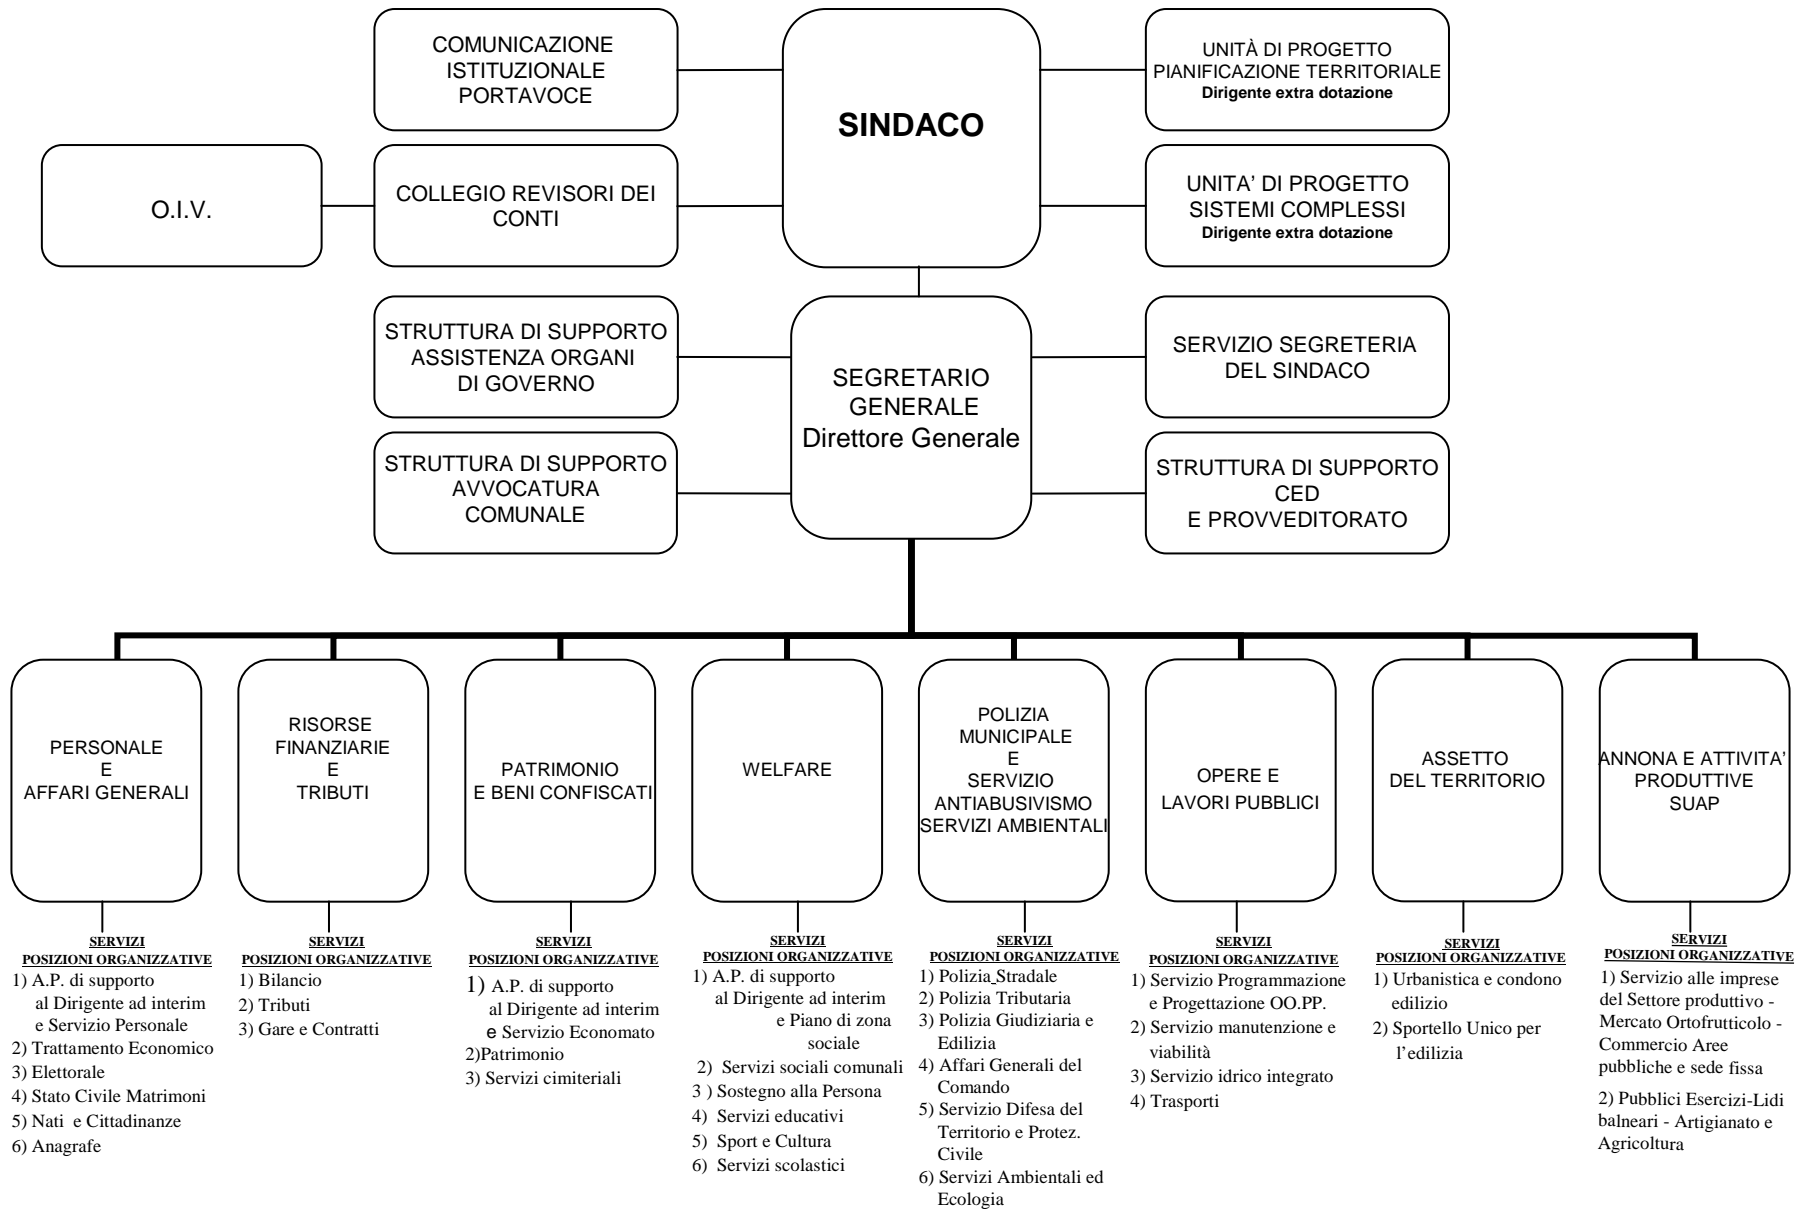 COMUNICAZIONE
ISTITUZIONALE
PORTAVOCE
SINDACO
UNITÀ DI PROGETTO
PIANIFICAZIONE TERRITORIALE
Dirigente extra dotazione
O.I.V.
COLLEGIO REVISORI DEI
CONTI
UNITA’ DI PROGETTO
SISTEMI COMPLESSI
Dirigente extra dotazione
STRUTTURA DI SUPPORTO
ASSISTENZA ORGANI
DI GOVERNO
SEGRETARIO
GENERALE
Direttore Generale
SERVIZIO SEGRETERIA
DEL SINDACO
STRUTTURA DI SUPPORTO
AVVOCATURA
COMUNALE
STRUTTURA DI SUPPORTO
CED
E PROVVEDITORATO
PERSONALE
E
AFFARI GENERALI
RISORSE
FINANZIARIE
E
TRIBUTI
PATRIMONIO
E BENI CONFISCATI
WELFARE
POLIZIA
MUNICIPALE
E
SERVIZIO
ANTIABUSIVISMO
SERVIZI AMBIENTALI
OPERE E
LAVORI PUBBLICI
ASSETTO
DEL TERRITORIO
ANNONA E ATTIVITA’
PRODUTTIVE
SUAP
SERVIZI
POSIZIONI ORGANIZZATIVE
1) A.P. di supporto
al Dirigente ad interim
e Servizio Personale
2) Trattamento Economico
3) Elettorale
4) Stato Civile Matrimoni
5) Nati e Cittadinanze
6) Anagrafe
SERVIZI
POSIZIONI ORGANIZZATIVE
1) Bilancio
2) Tributi
3) Gare e Contratti
SERVIZI
POSIZIONI ORGANIZZATIVE
1) A.P. di supporto
al Dirigente ad interim
e Servizio Economato
2)Patrimonio
3) Servizi cimiteriali
SERVIZI
POSIZIONI ORGANIZZATIVE
1) A.P. di supporto
al Dirigente ad interim
e Piano di zona
sociale
2) Servizi sociali comunali
3 ) Sostegno alla Persona
4) Servizi educativi
5) Sport e Cultura
6) Servizi scolastici
SERVIZI
POSIZIONI ORGANIZZATIVE
1) Polizia Stradale
2) Polizia Tributaria
3) Polizia Giudiziaria e
Edilizia
4) Affari Generali del
Comando
5) Servizio Difesa del
Territorio e Protez.
Civile
6) Servizi Ambientali ed
Ecologia
SERVIZI
POSIZIONI ORGANIZZATIVE
1) Servizio Programmazione
e Progettazione OO.PP.
2) Servizio manutenzione e
viabilità
3) Servizio idrico integrato
4) Trasporti
SERVIZI
POSIZIONI ORGANIZZATIVE
1) Urbanistica e condono
edilizio
2) Sportello Unico per
l’edilizia
SERVIZI
POSIZIONI ORGANIZZATIVE
1) Servizio alle imprese
del Settore produttivo -
Mercato Ortofrutticolo -
Commercio Aree
pubbliche e sede fissa
2) Pubblici Esercizi-Lidi
balneari - Artigianato e
Agricoltura